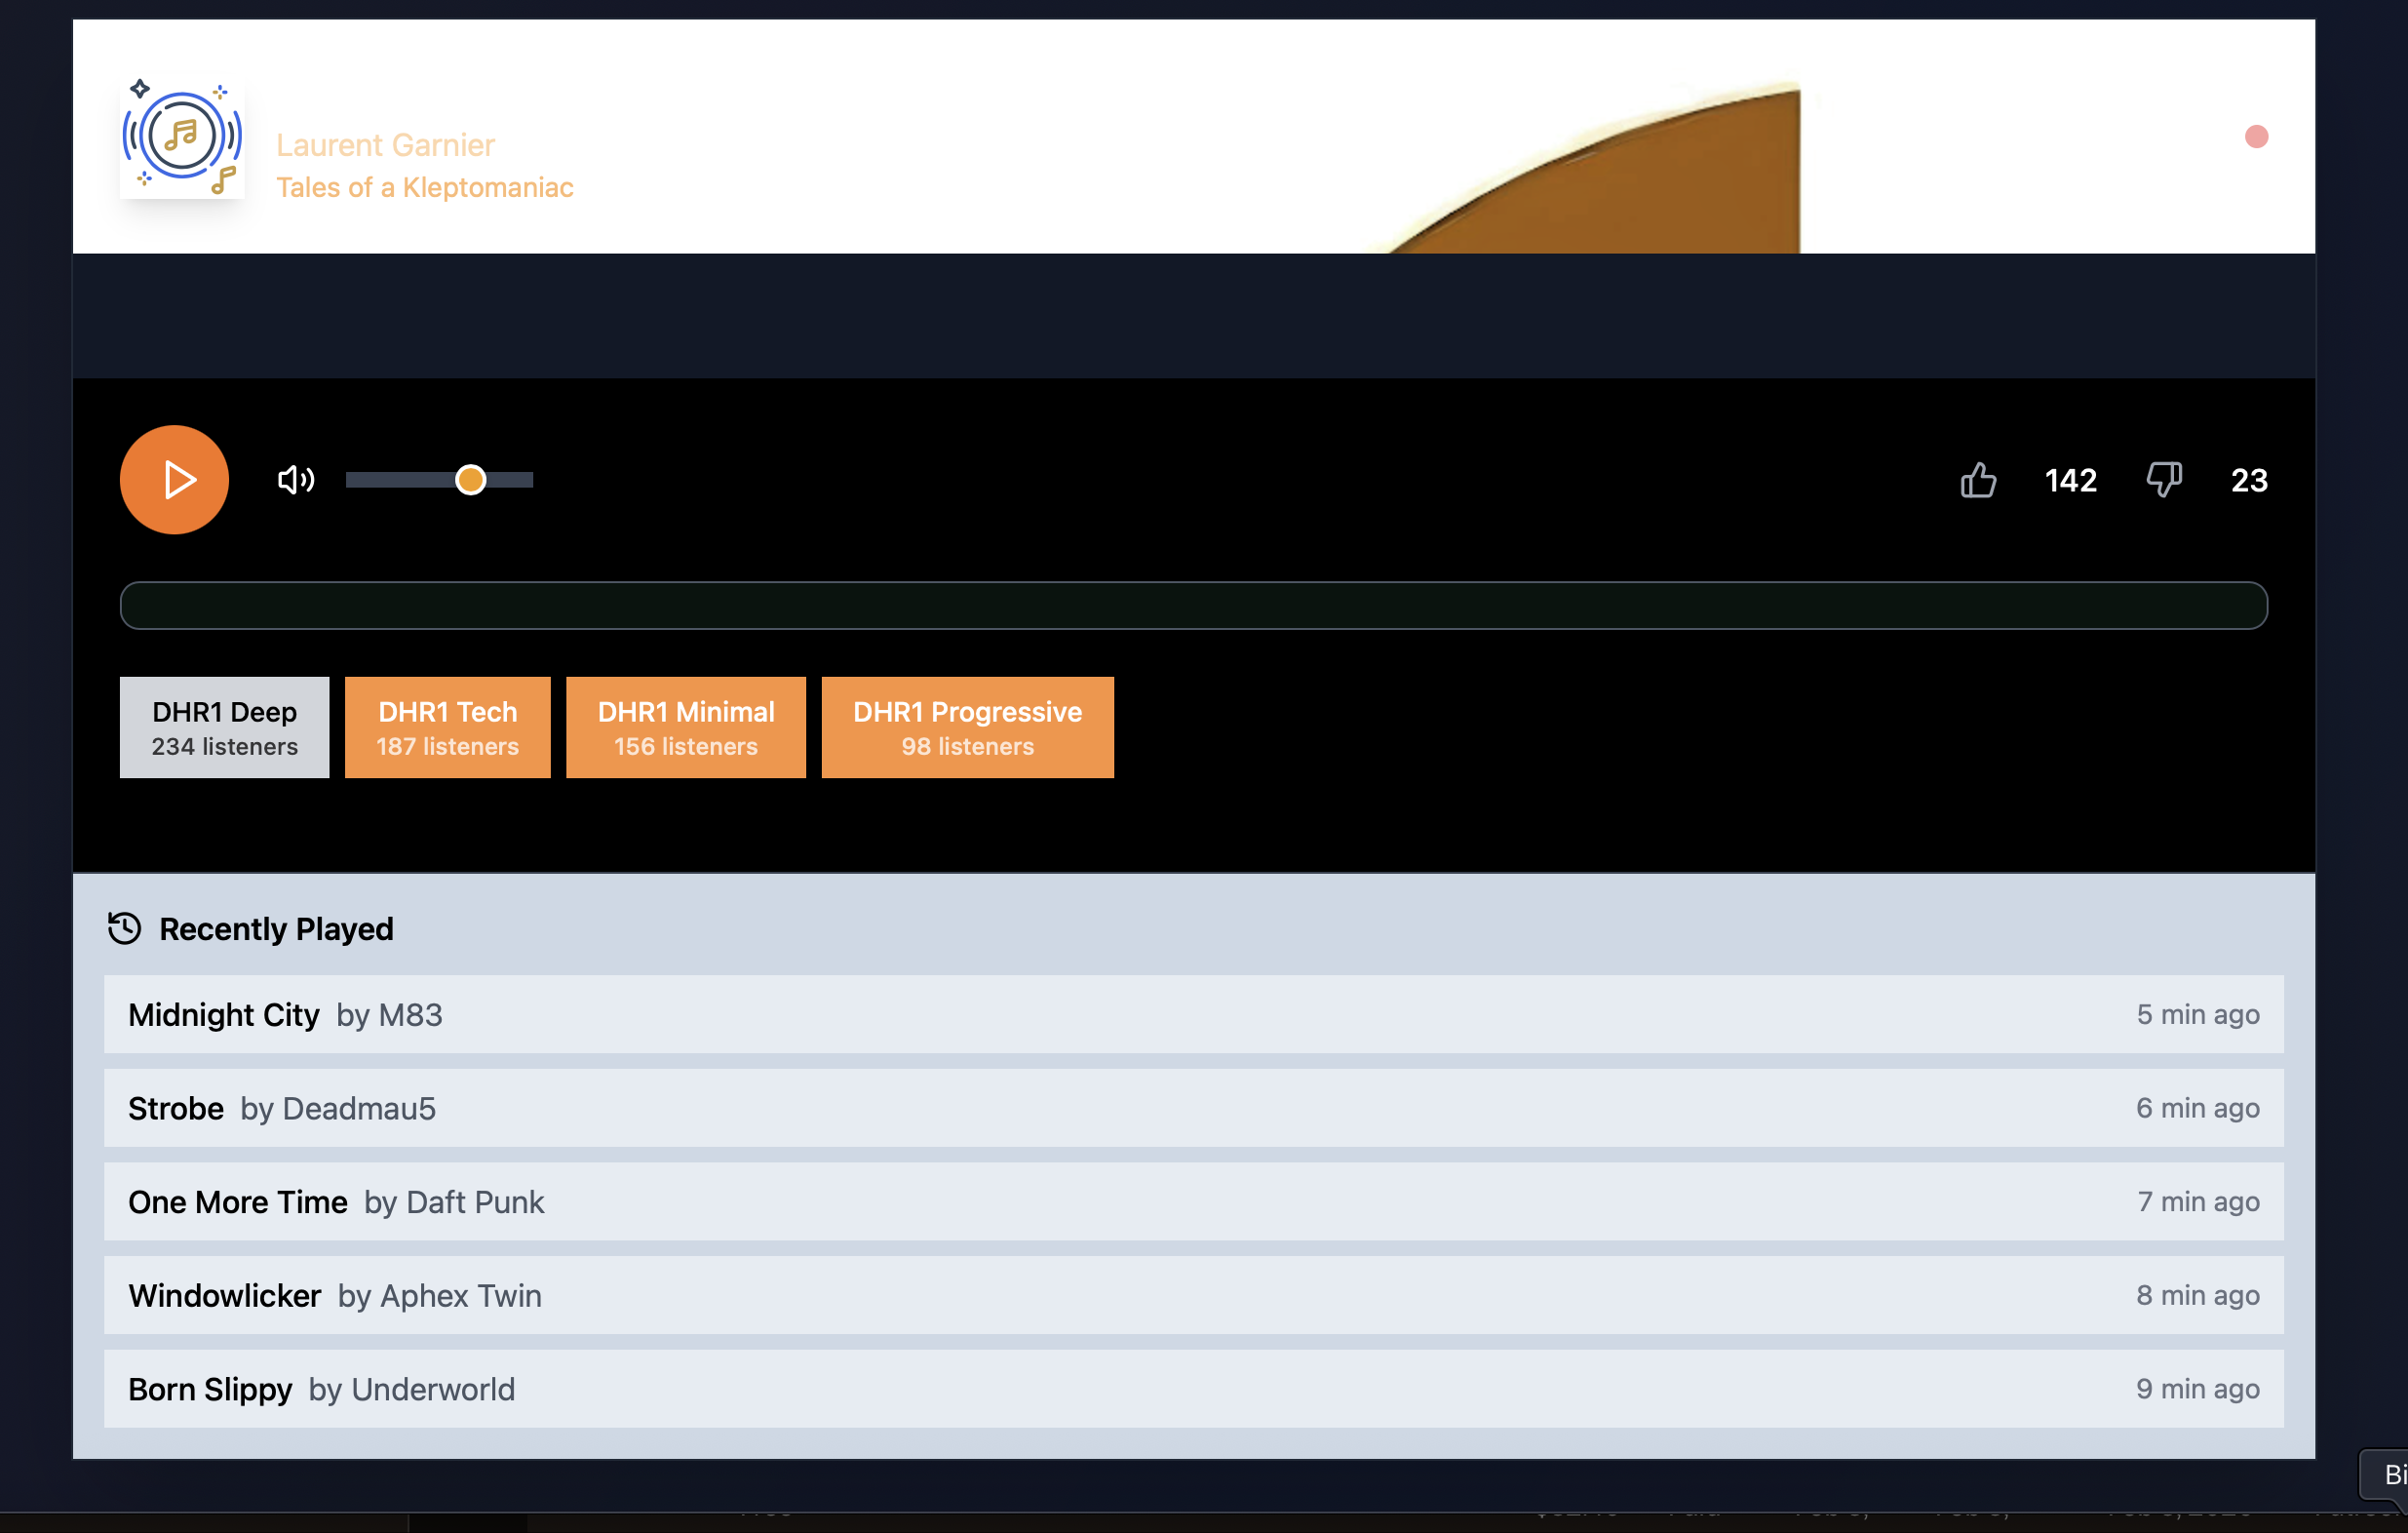 Laurent Garnier
Tales of a Kleptomaniac
142
23
DHR1 Deep
234 listeners
DHR1 Tech
187 listeners
DHR1 Minimal
156 listeners
DHR1 Progressive
98 listeners
Recently Played
Midnight City by M83
5 min ago
Strobe by Deadmau5
6 min ago
One More Time by Daft Punk
7 min ago
Windowlicker by Aphex Twin
8 min ago
Born Slippy by Underworld
9 min ago
Bi